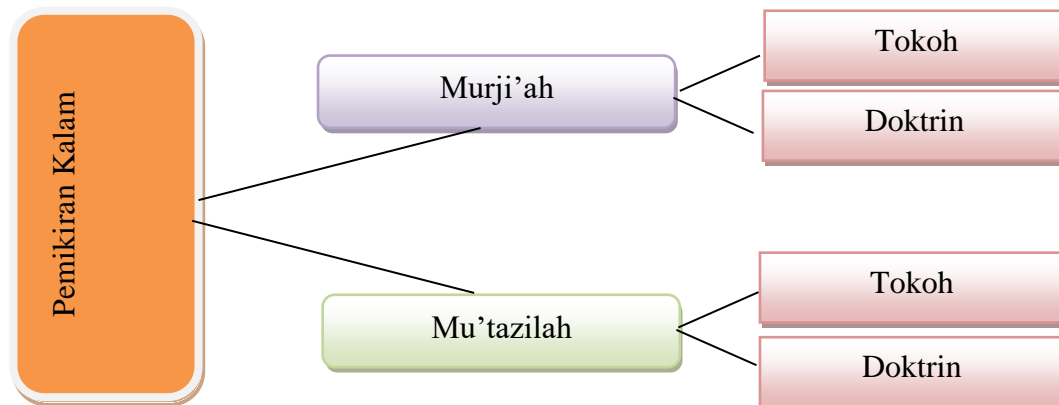 Pemikiran Kalam
Murji’ah
Tokoh
Doktrin
Mu’tazilah
Tokoh
Doktrin